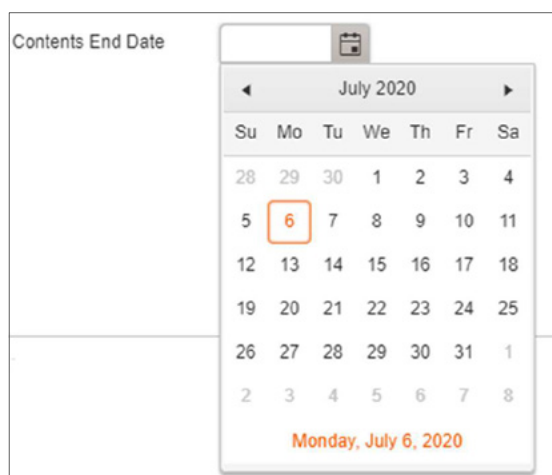 Contents End Date
July 2020
Su Mo Tu We Th Fr Sa
28 29 30 1 2 3 4
5 6 7 8 9 10 11
12 13 14 15 16 17 18
19 20 21 22 23 24 25
26 27 28 29 30 31 1
2 3 4 5 6 7 8
Monday, July 6, 2020